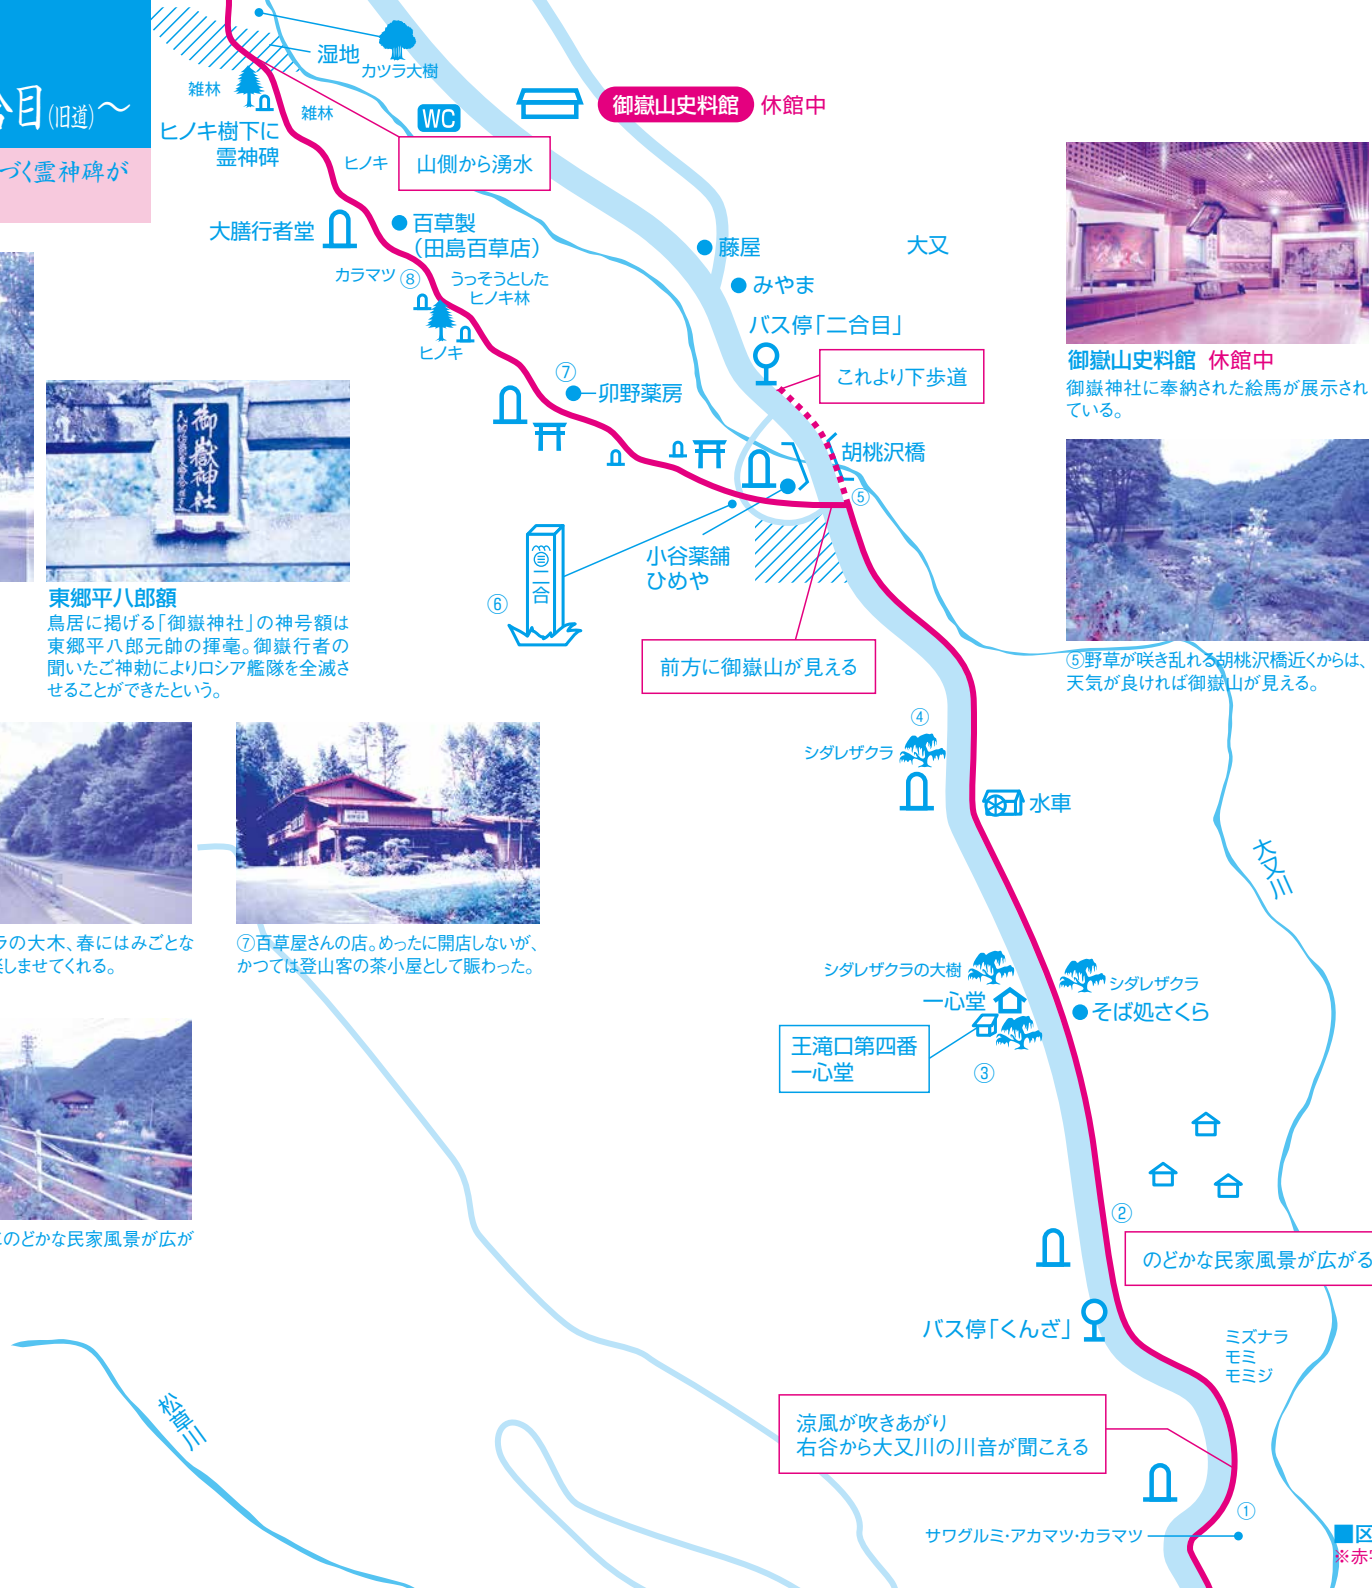 合目(旧道)〜
づく霊神碑が
湿地
カツラ大樹
雑林
雑林
ヒノキ樹下に
霊神碑
WC
御嶽山史料館 休館中
ヒノキ
山側から湧水
大膳行者堂
百草製
（田島百草店）
カラマツ
⑧
うっそうとした
ヒノキ林
ヒノキ
藤屋
大又
みやま
バス停「二合目」
これより下歩道
⑦
卯野薬房
胡桃沢橋
⑤
小谷薬舗
ひめや
二合
⑥
前方に御嶽山が見える
御嶽山史料館 休館中
御嶽神社に奉納された絵馬が展示され
ている。
⑤野草が咲き乱れる胡桃沢橋近くからは、
天気が良ければ御嶽山が見える。
御嶽神社
東郷平八郎額
鳥居に掲げる「御嶽神社」の神号額は
東郷平八郎元帥の揮毫。御嶽行者の
聞いたご神勅によりロシア艦隊を全滅さ
せることができたという。
ラの大木、春にはみごとな
楽しませてくれる。
⑦百草屋さんの店。めったに開店しないが、
かつては登山客の茶小屋として賑わった。
のどかな民家風景が広が
④
シダレザクラ
水車
大又川
シダレザクラの大樹
一心堂
シダレザクラ
そば処さくら
王滝口第四番
一心堂
③
②
のどかな民家風景が広がる
バス停「くんざ」
ミズナラ
モミ
モミジ
涼風が吹きあがり
右谷から大又川の川音が聞こえる
①
サワグルミ・アカマツ・カラマツ
松草川
■区
※赤字